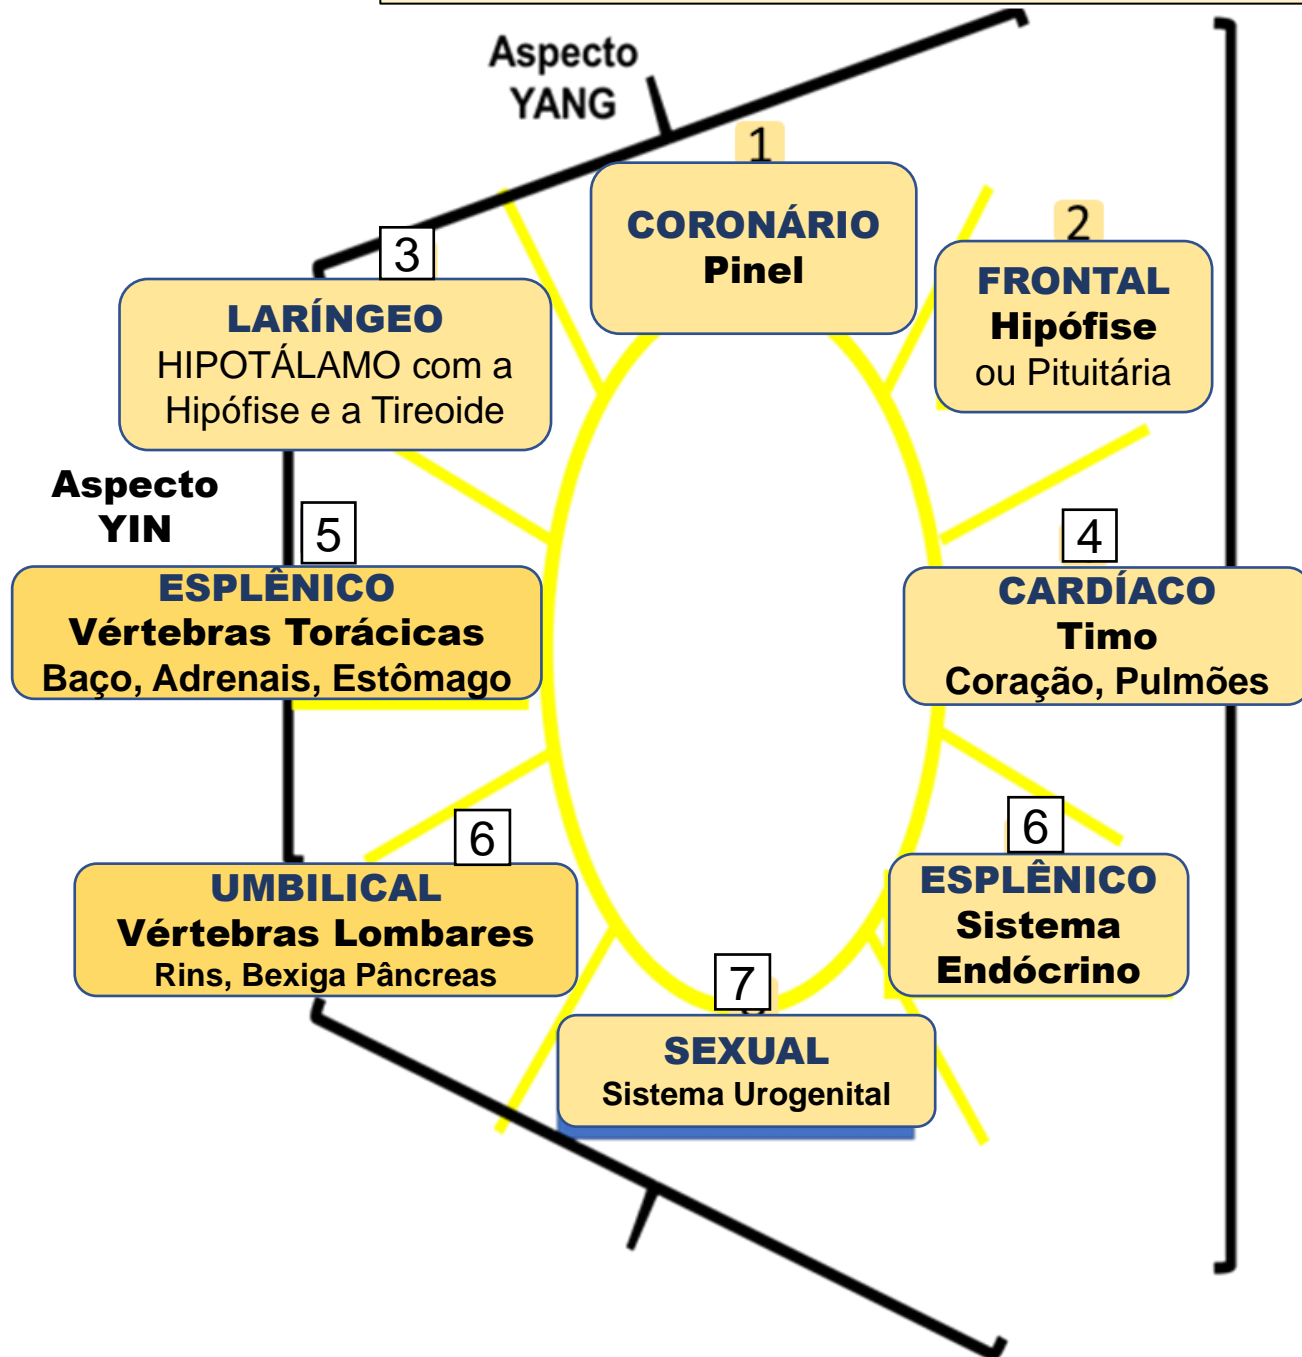 Aspecto
YANG
1
CORONÁRIO
Pinel
2
FRONTAL
Hipófise
ou Pituitária
3
LARÍNGEO
HIPOTÁLAMO com a
Hipófise e a Tireoide
Aspecto
YIN
5
ESPLÊNICO
Vértebras Torácicas
Baço, Adrenais, Estômago
4
CARDÍACO
Timo
Coração, Pulmões
6
UMBILICAL
Vértebras Lombares
Rins, Bexiga Pâncreas
6
ESPLÊNICO
Sistema
Endócrino
7
SEXUAL
Sistema Urogenital